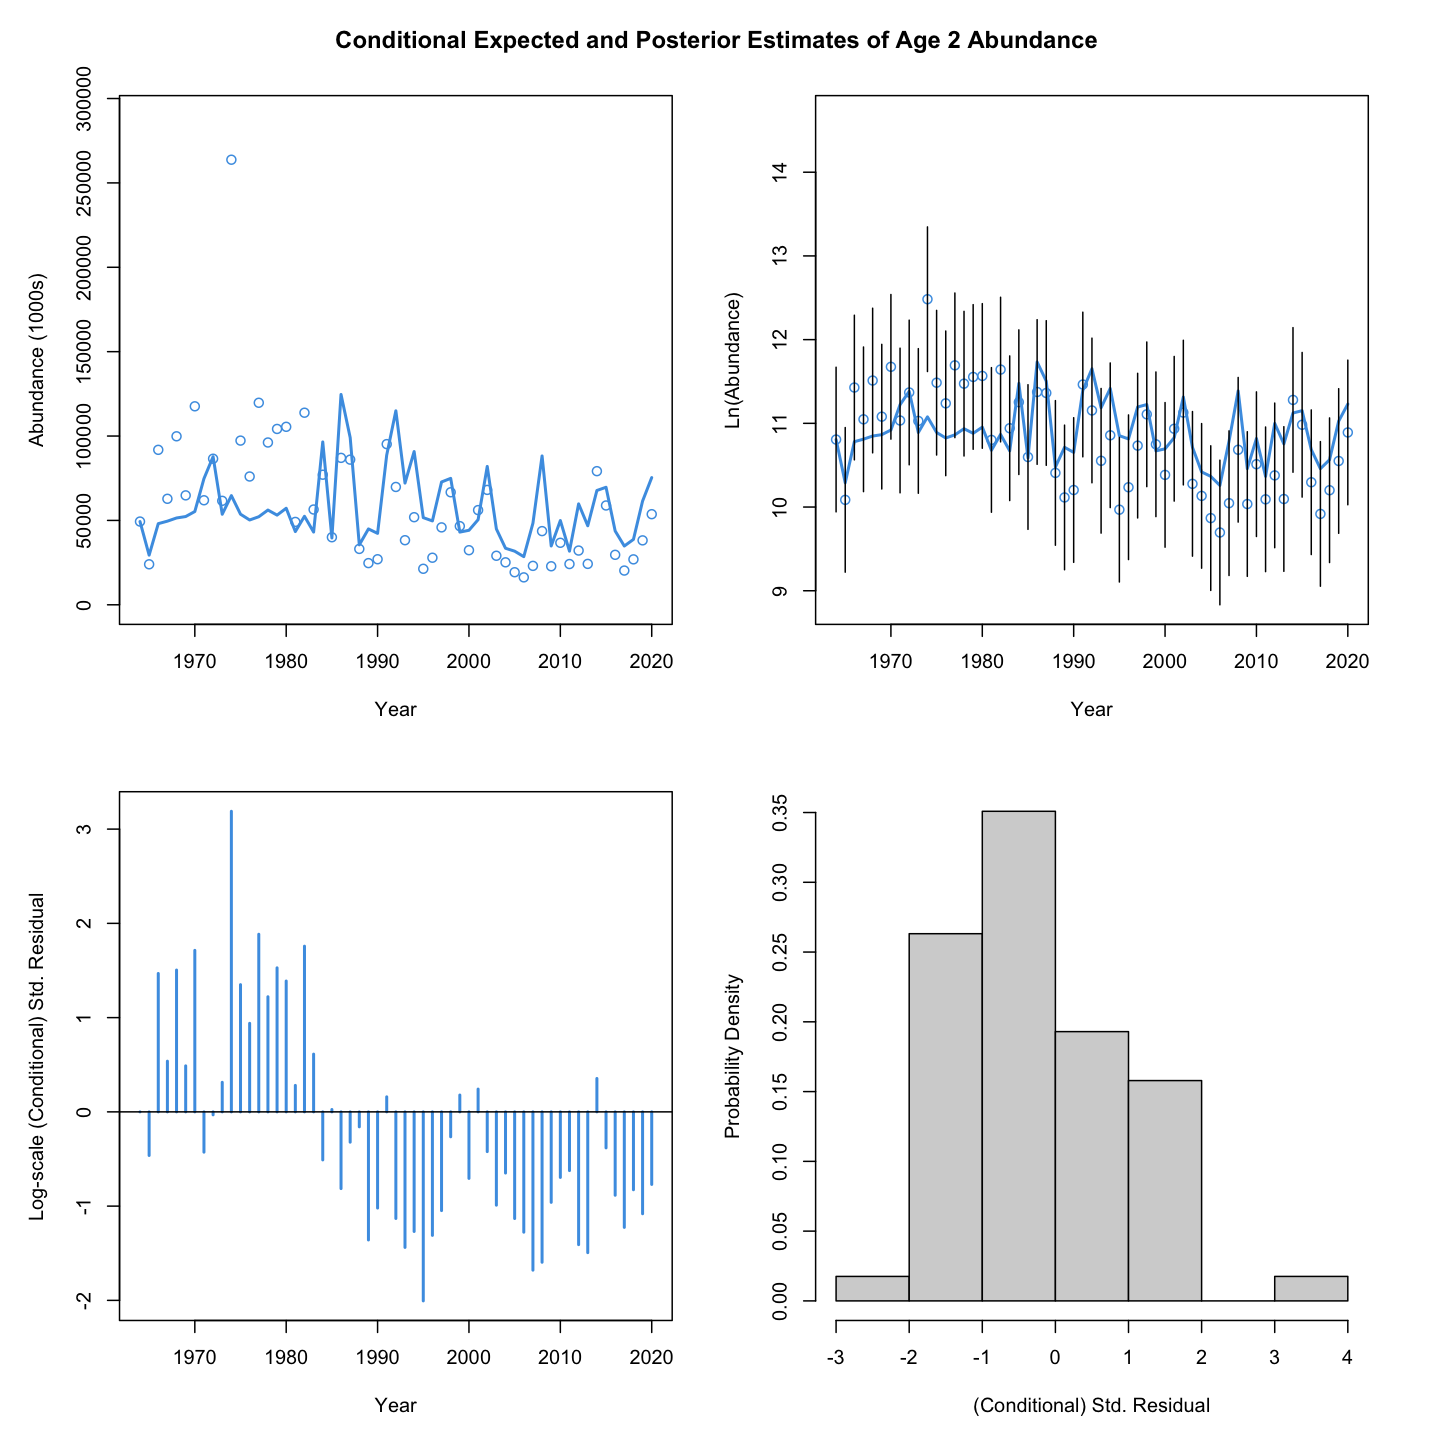 Conditional Expected and Posterior Estimates of Age 2 Abundance
Abundance (1000s)
0 50000 100000 150000 200000 250000 300000
1970 1980 1990 2000 2010 2020
Year
Ln(Abundance)
9 10 11 12 13 14
1970 1980 1990 2000 2010 2020
Year
Log-scale (Conditional) Std. Residual
-2 -1 0 1 2 3
1970 1980 1990 2000 2010 2020
Year
Probability Density
0.00 0.05 0.10 0.15 0.20 0.25 0.30 0.35
-3 -2 -1 0 1 2 3 4
(Conditional) Std. Residual